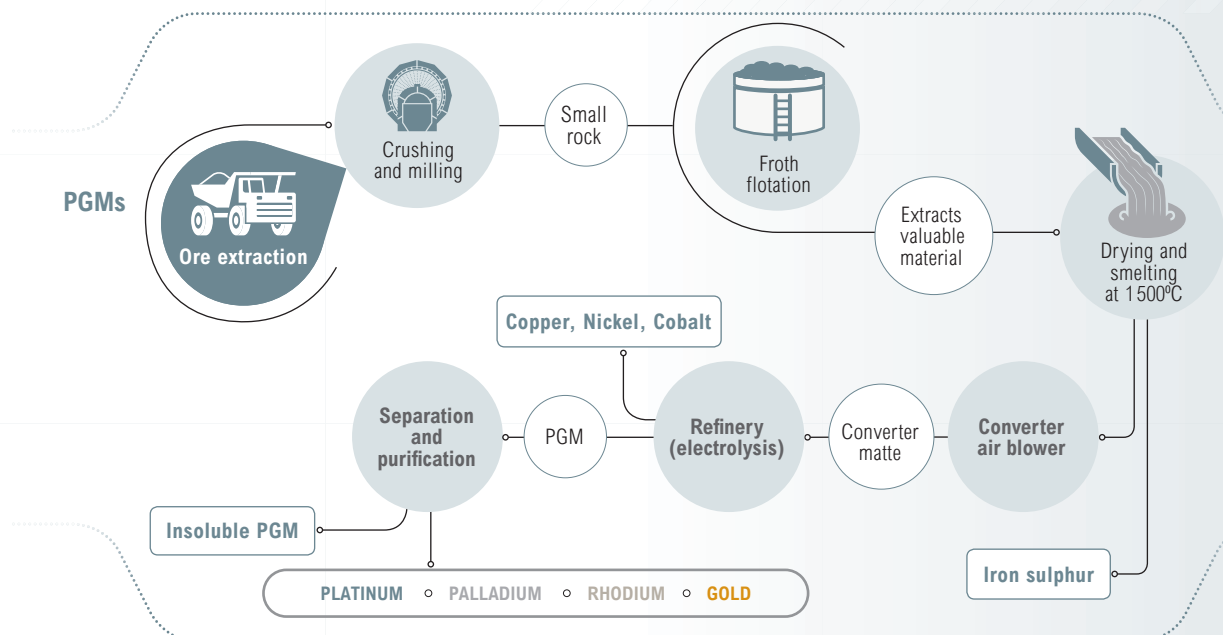 PGMs
Ore extraction
Crushing
and milling
Small
rock
Froth
flotation
Extracts
valuable
material
Drying and
smelting
at 1500ºC
Iron sulphur
Converter
air blower
Converter
matte
Refinery
(electrolysis)
Copper, Nickel, Cobalt
PGM
Separation
and
purification
Insoluble PGM
PLATINUM
PALLADIUM
RHODIUM
GOLD